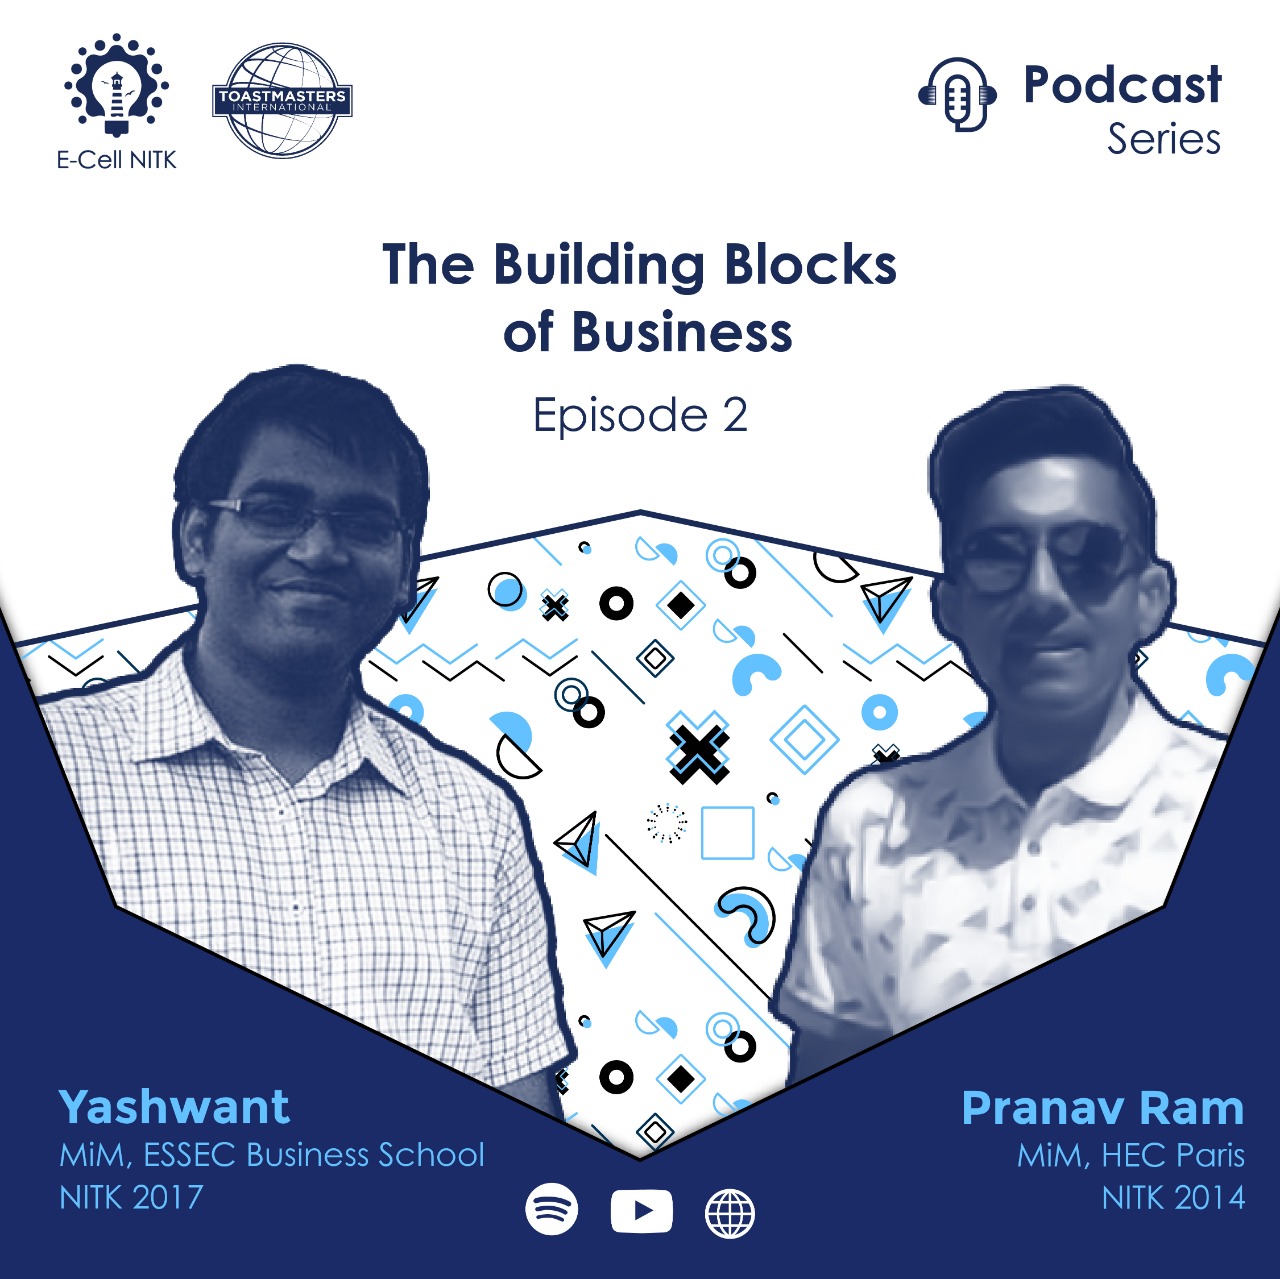 E-Cell NITK
TOASTMASTERS
INTERNATIONAL
Podcast
Series
The Building Blocks
of Business
Episode 2
Yashwant
MiM, ESSEC Business School
NITK 2017
Pranav Ram
MiM, HEC Paris
NITK 2014